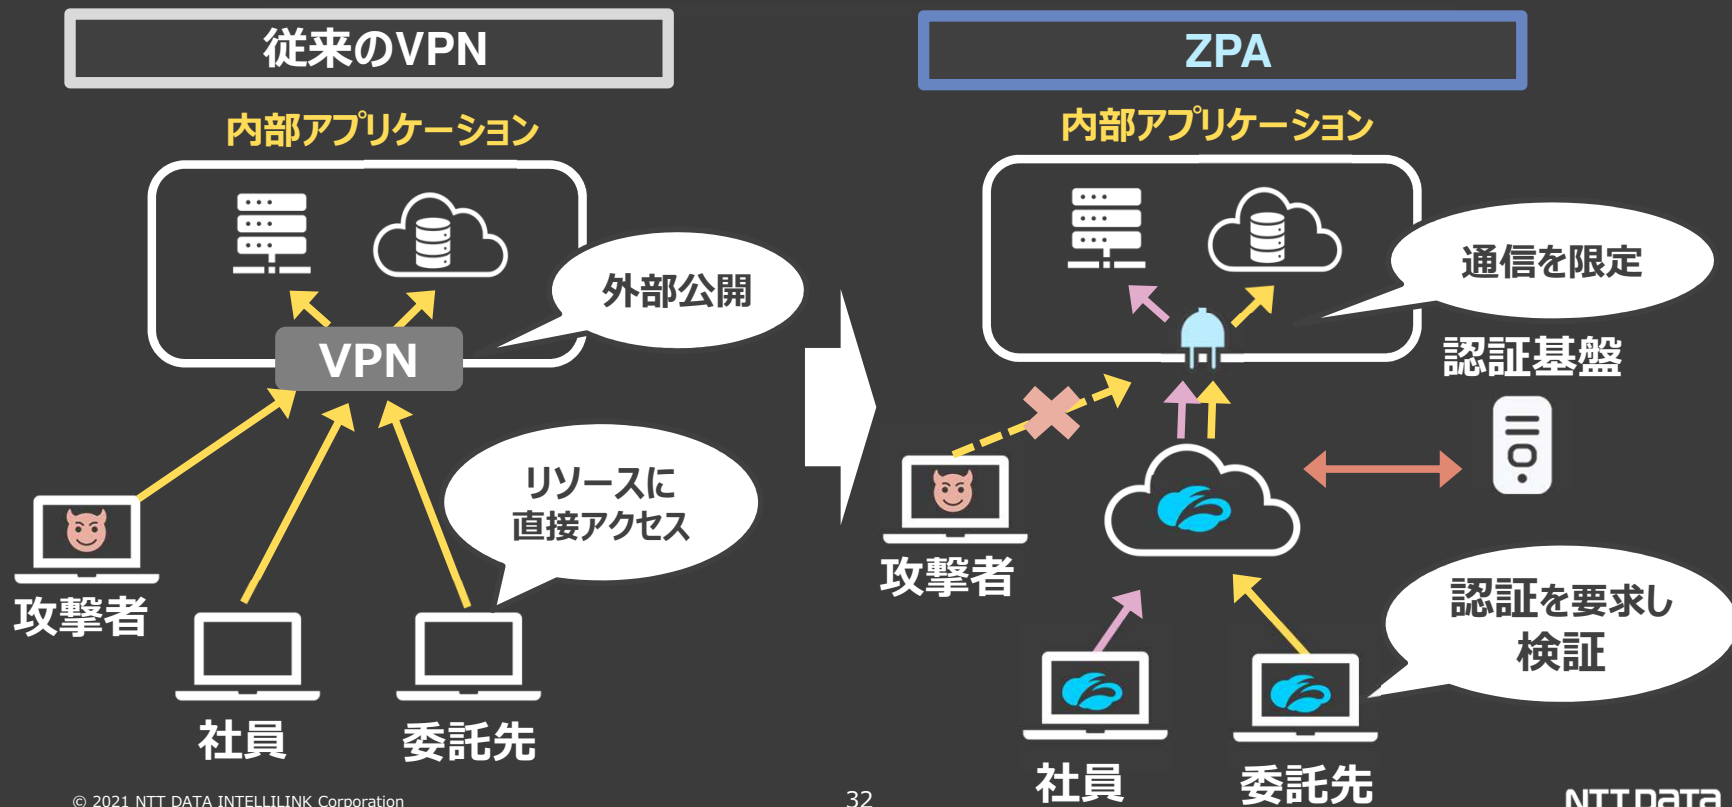 従来のVPN
内部アプリケーション
外部公開
VPN
リソースに
直接アクセス
攻撃者
社員
委託先
ZPA
内部アプリケーション
通信を限定
認証基盤
攻撃者
認証を要求し
検証
社員
委託先
© 2021 NTT DATA INTELLILINK Corporation
32
NTT DATA